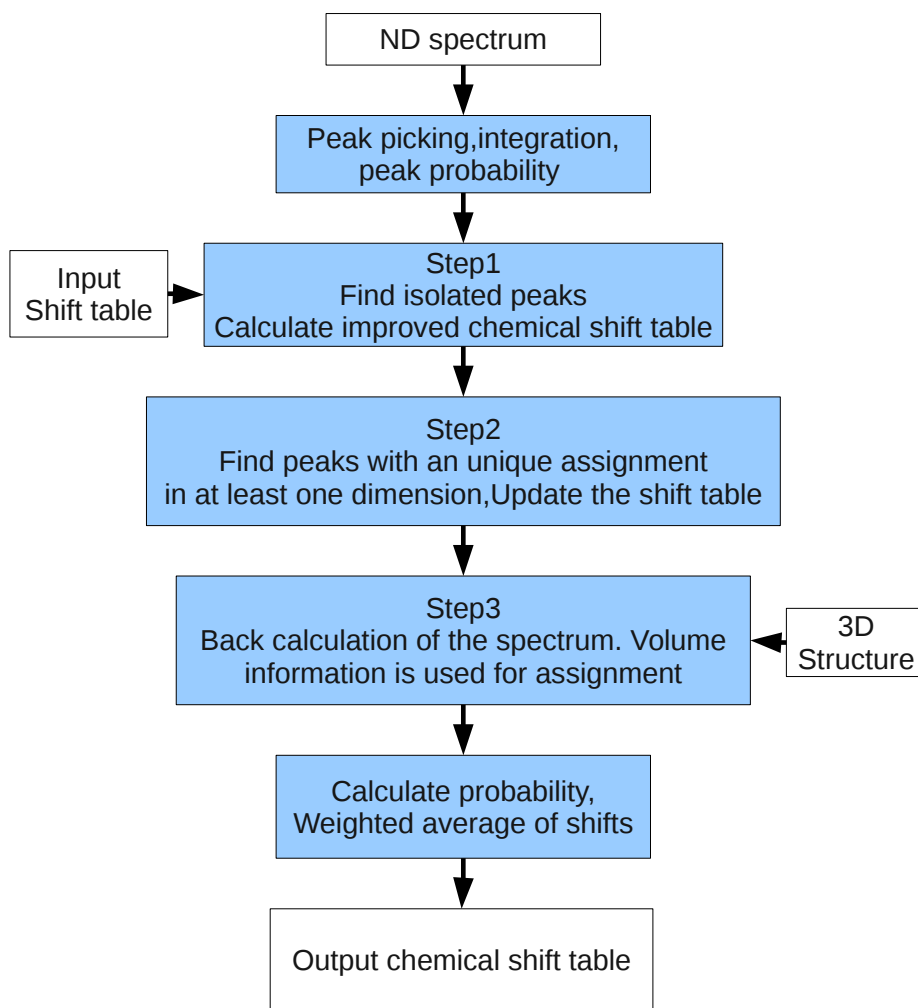 ND spectrum
Peak picking,integration,
peak probability
Step1
Find isolated peaks
Calculate improved chemical shift table
Input
Shift table
Step2
Find peaks with an unique assignment
in at least one dimension,Update the shift table
Step3
Back calculation of the spectrum. Volume
information is used for assignment
3D
Structure
Calculate probability,
Weighted average of shifts
Output chemical shift table